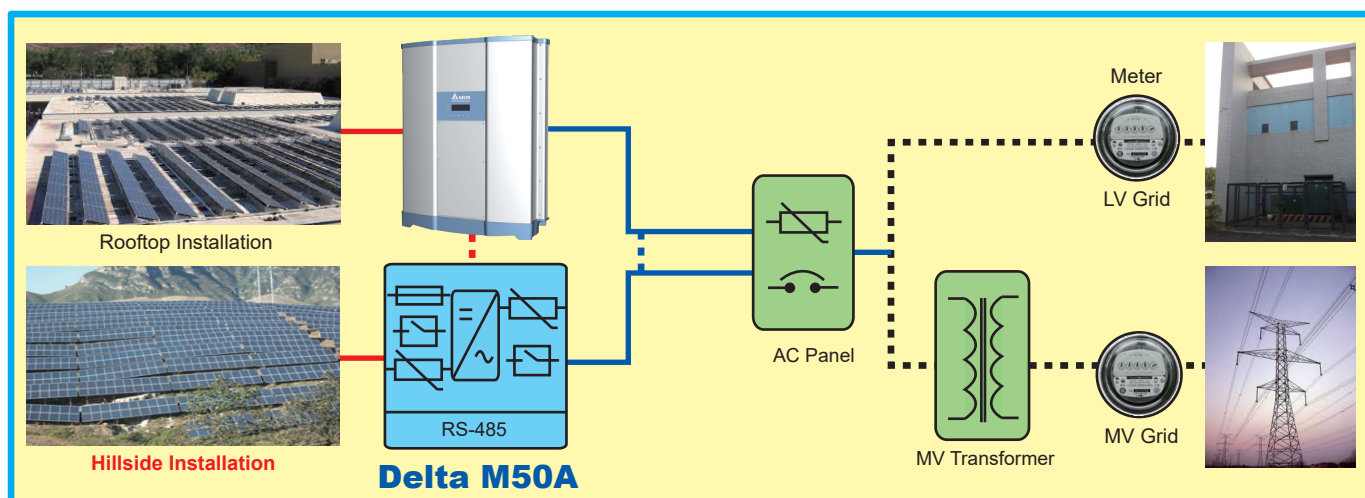 Rooftop Installation
Hillside Installation
RS-485
Delta M50A
AC Panel
Meter
LV Grid
MV Transformer
MV Grid